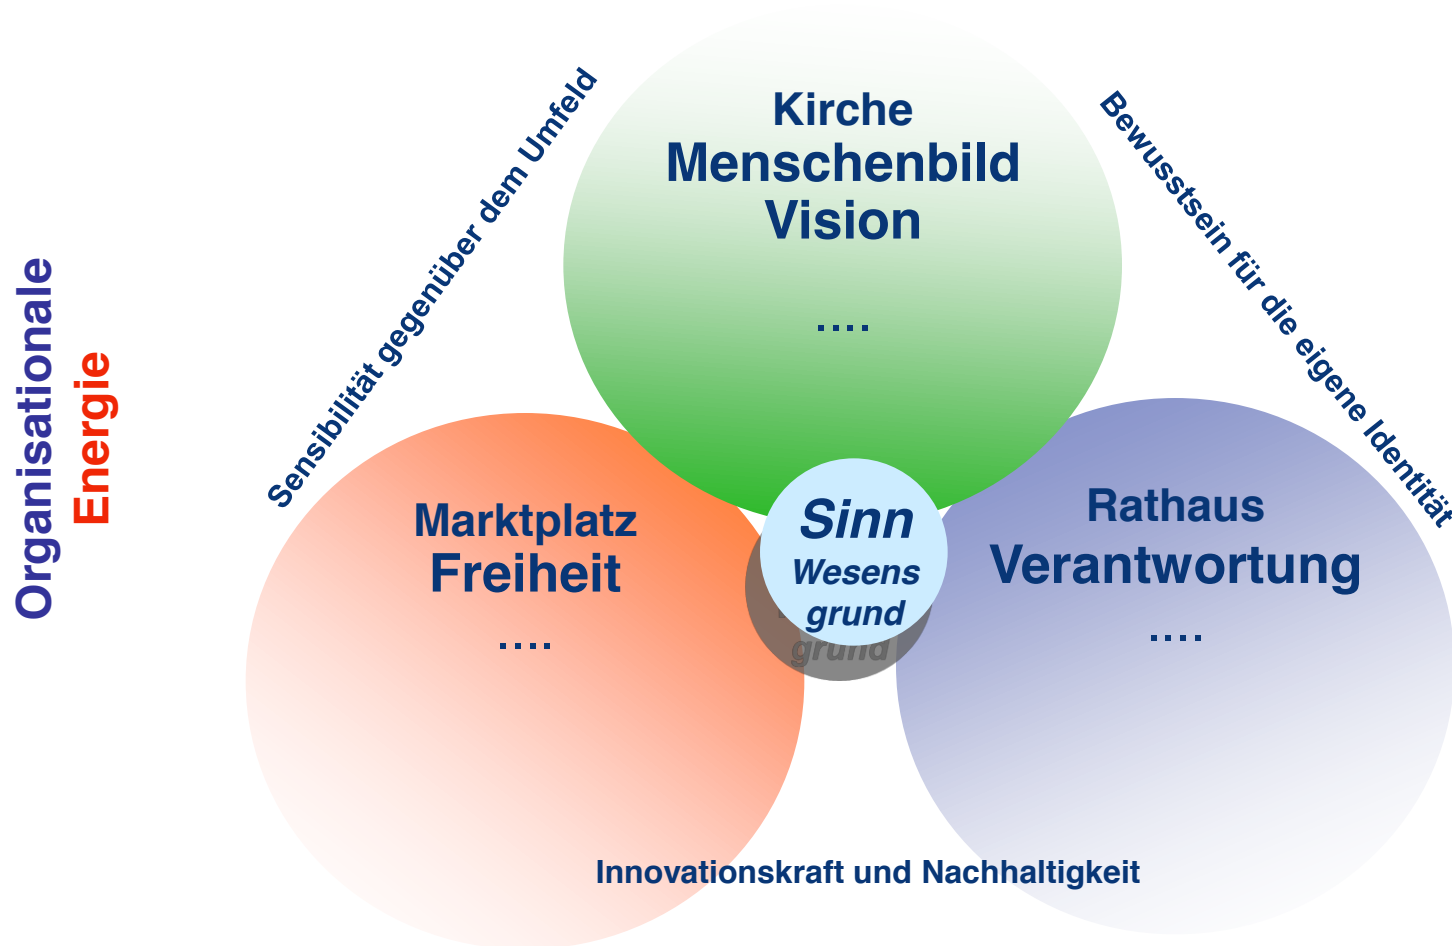 Organisationale
Energie
Sensibilität gegenüber dem Umfeld
Bewusstsein für die eigene Identität
Kirche
Menschenbild
Vision
....
Marktplatz
Freiheit
....
Sinn
Wesens
grund
grund
Rathaus
Verantwortung
....
Innovationskraft und Nachhaltigkeit